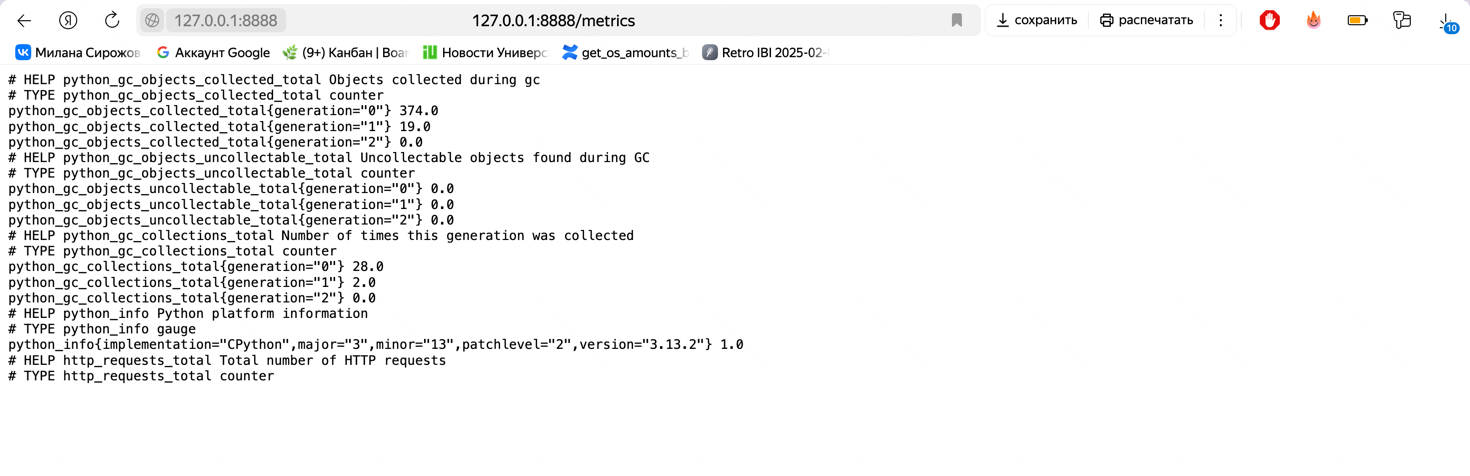 127.0.0.1:8888
127.0.0.1:8888/metrics
сохранить
распечатать
10
Милана Сирожов
Аккаунт Google
(9+) Канбан | Boar
Новости Универс
get_os_amounts_b
Retro IBI 2025-02-
# HELP python_gc_objects_collected_total Objects collected during gc
# TYPE python_gc_objects_collected_total counter
python_gc_objects_collected_total{generation="0"} 374.0
python_gc_objects_collected_total{generation="1"} 19.0
python_gc_objects_collected_total{generation="2"} 0.0
# HELP python_gc_objects_uncollectable_total Uncollectable objects found during GC
# TYPE python_gc_objects_uncollectable_total counter
python_gc_objects_uncollectable_total{generation="0"} 0.0
python_gc_objects_uncollectable_total{generation="1"} 0.0
python_gc_objects_uncollectable_total{generation="2"} 0.0
# HELP python_gc_collections_total Number of times this generation was collected
# TYPE python_gc_collections_total counter
python_gc_collections_total{generation="0"} 28.0
python_gc_collections_total{generation="1"} 2.0
python_gc_collections_total{generation="2"} 0.0
# HELP python_info Python platform information
# TYPE python_info gauge
python_info{implementation="CPython",major="3",minor="13",patchlevel="2",version="3.13.2"} 1.0
# HELP http_requests_total Total number of HTTP requests
# TYPE http_requests_total counter